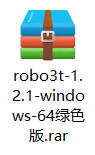 robo3t-1.
2.1-windo
ws-64绿色
版.rar